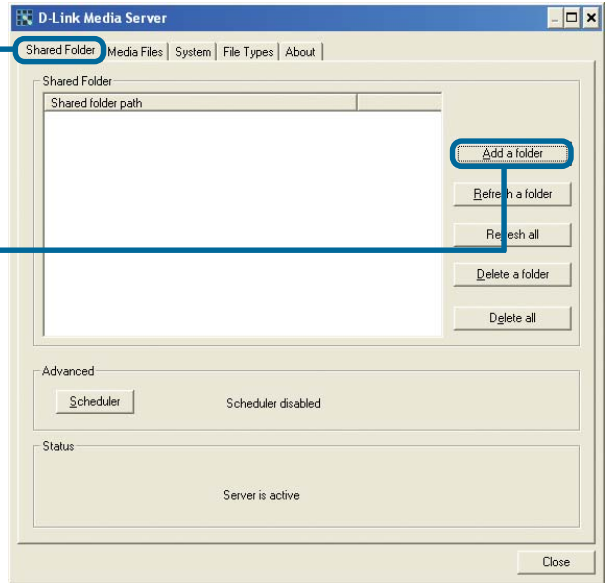 D-Link Media Server
Shared Folder Media Files System File Types About
Shared Folder
Shared folder path
Add a folder
Refresh a folder
Refresh all
Delete a folder
Delete all
Advanced
Scheduler Scheduler disabled
Status
Server is active
Close